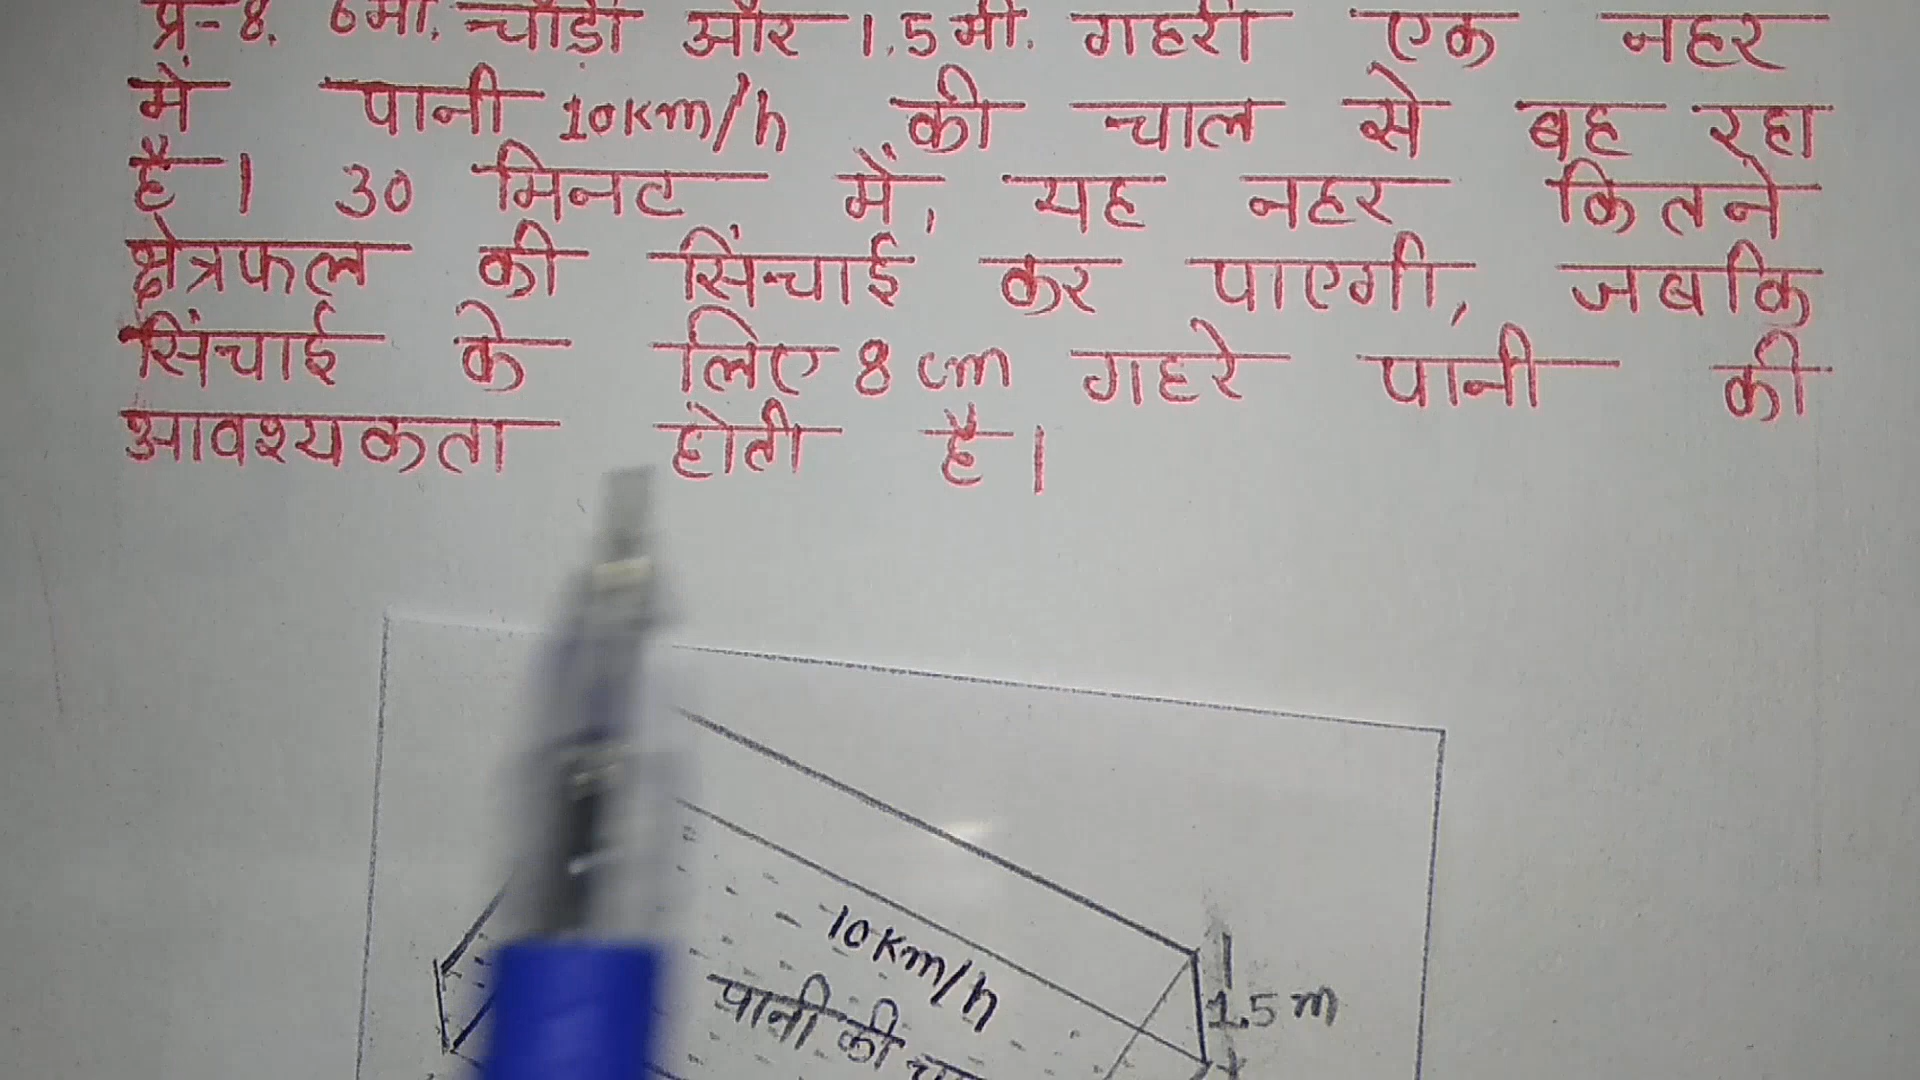 प्र-8. 6मी. चौड़ी और 1.5मी. गहरी एक नहर
में पानी 10km/h की चाल से बह रहा
है। 30 मिनट में, यह नहर कितने
क्षेत्रफल की सिंचाई कर पाएगी, जबकि
सिंचाई के लिए 8 cm गहरे पानी की
आवश्यकता होती है।
10km/h
पानी की
1.5 m